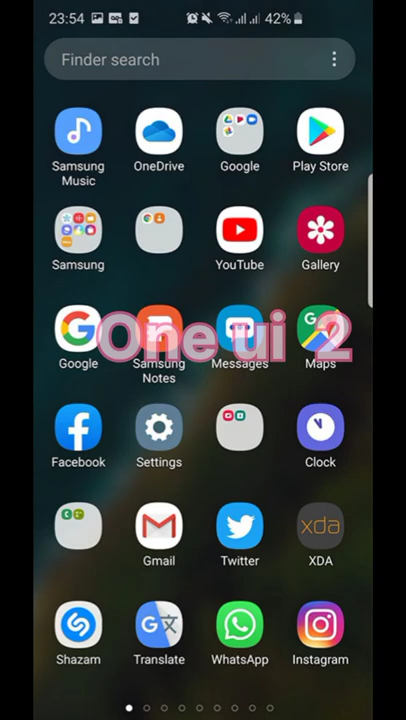 23:54 42%
Finder search
Samsung Music
OneDrive
Google
Play Store
Samsung
YouTube
Gallery
Google
Samsung Notes
Messages
Maps
One ui 2
Facebook
Settings
Clock
Gmail
Twitter
xda
XDA
Shazam
Translate
WhatsApp
Instagram